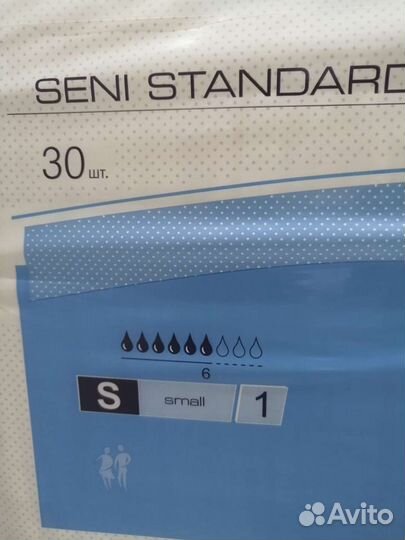 SENI STANDARD
30 шт.
6
S small 1
Avito